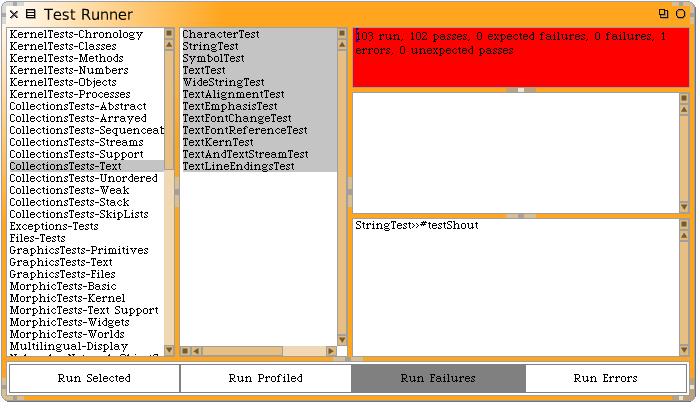 Test Runner
KernelTests-Chronology
KernelTests-Classes
KernelTests-Methods
KernelTests-Numbers
KernelTests-Objects
KernelTests-Processes
CollectionsTests-Abstract
CollectionsTests-Arrayed
CollectionsTests-Sequenceab
CollectionsTests-Streams
CollectionsTests-Support
CollectionsTests-Text
CollectionsTests-Unordered
CollectionsTests-Weak
CollectionsTests-Stack
CollectionsTests-SkipLists
Exceptions-Tests
Files-Tests
GraphicsTests-Primitives
GraphicsTests-Text
GraphicsTests-Files
MorphicTests-Basic
MorphicTests-Kernel
MorphicTests-Text Support
MorphicTests-Widgets
MorphicTests-Worlds
Multilingual-Display
CharacterTest
StringTest
SymbolTest
TextTest
WideStringTest
TextAlignmentTest
TextEmphasisTest
TextFontChangeTest
TextFontReferenceTest
TextKernTest
TextAndTextStreamTest
TextLineEndingsTest
103 run, 102 passes, 0 expected failures, 0 failures, 1
errors, 0 unexpected passes
StringTest>>#testShout
Run Selected
Run Profiled
Run Failures
Run Errors